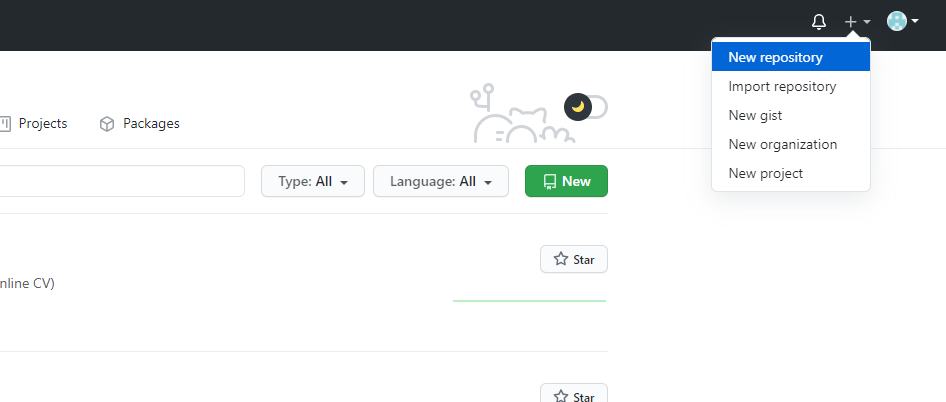 New repository
Import repository
New gist
New organization
New project
Projects
Packages
Type: All
Language: All
New
Star
nline CV)
Star